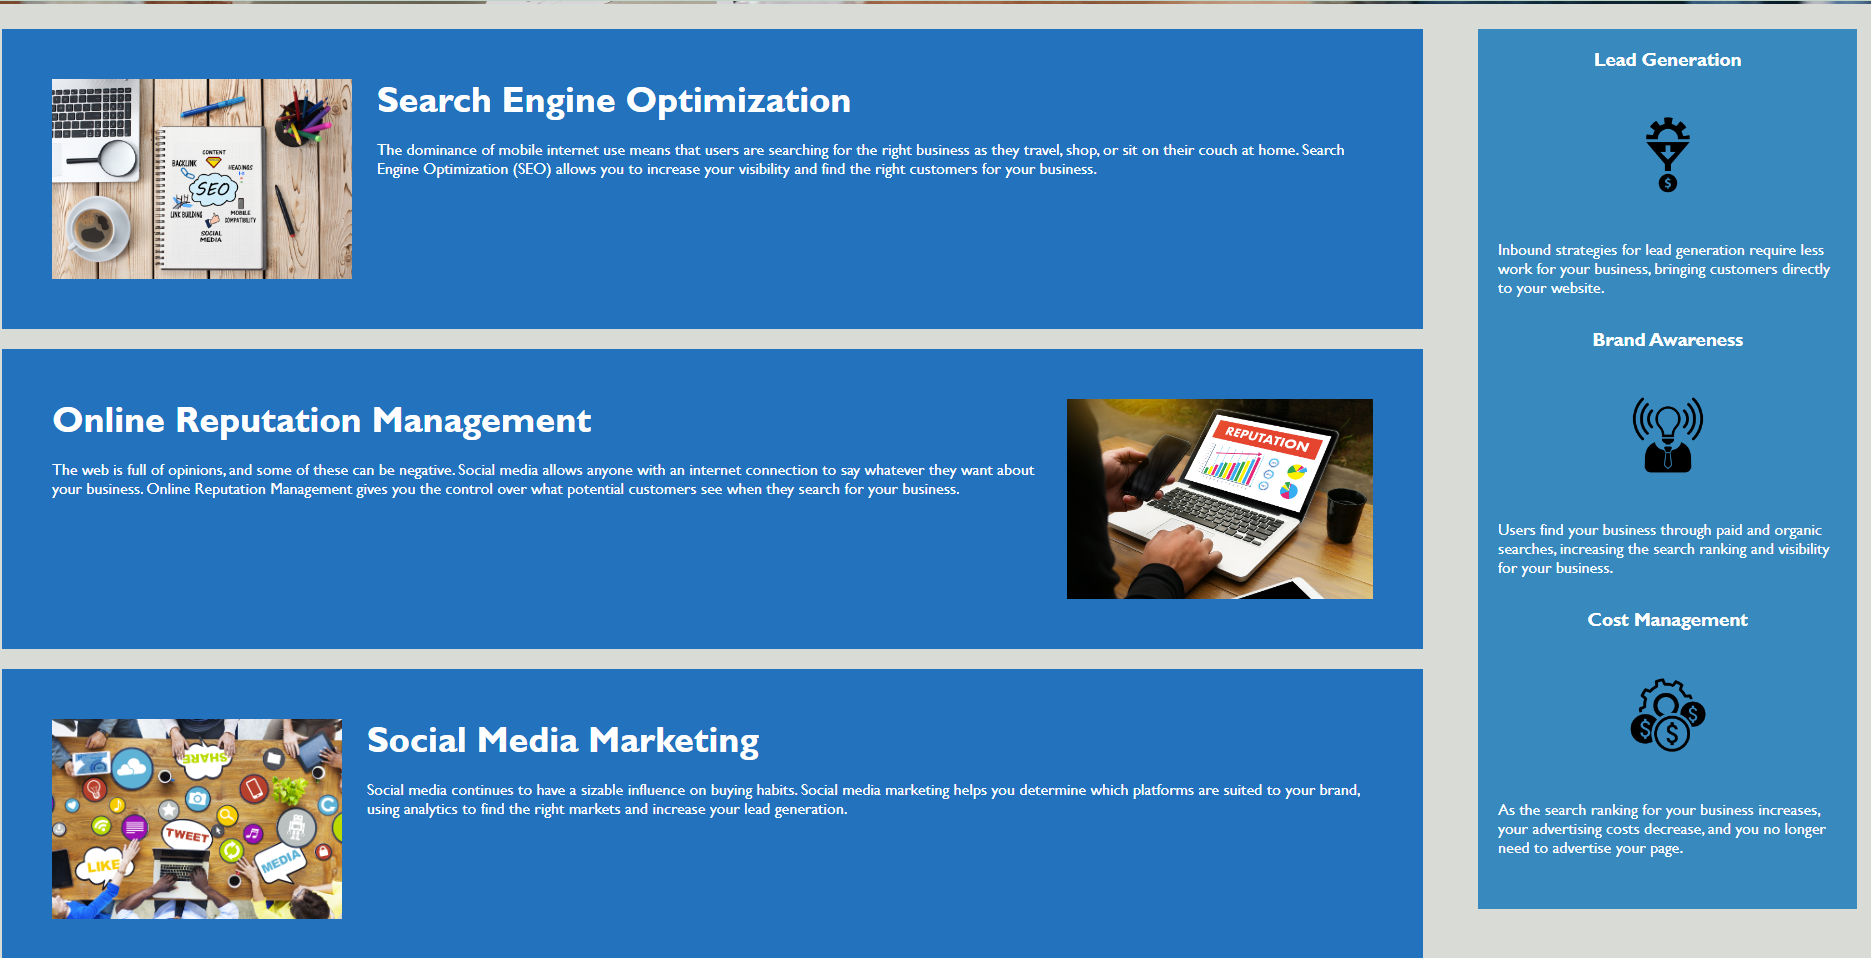 Search Engine Optimization
The dominance of mobile internet use means that users are searching for the right business as they travel, shop, or sit on their couch at home. Search
Engine Optimization (SEO) allows you to increase your visibility and find the right customers for your business.
CONTENT
BACKLINK
HEADINGS
SEO
LINK BUILDING
MOBILE
COMPATIBILITY
SOCIAL
MEDIA
Online Reputation Management
The web is full of opinions, and some of these can be negative. Social media allows anyone with an internet connection to say whatever they want about
your business. Online Reputation Management gives you the control over what potential customers see when they search for your business.
REPUTATION
Social Media Marketing
Social media continues to have a sizable influence on buying habits. Social media marketing helps you determine which platforms are suited to your brand,
using analytics to find the right markets and increase your lead generation.
SHARE
TWEET
LIKE
MEDIA
Lead Generation
$
Inbound strategies for lead generation require less
work for your business, bringing customers directly
to your website.
Brand Awareness
Users find your business through paid and organic
searches, increasing the search ranking and visibility
for your business.
Cost Management
$ $ $
As the search ranking for your business increases,
your advertising costs decrease, and you no longer
need to advertise your page.